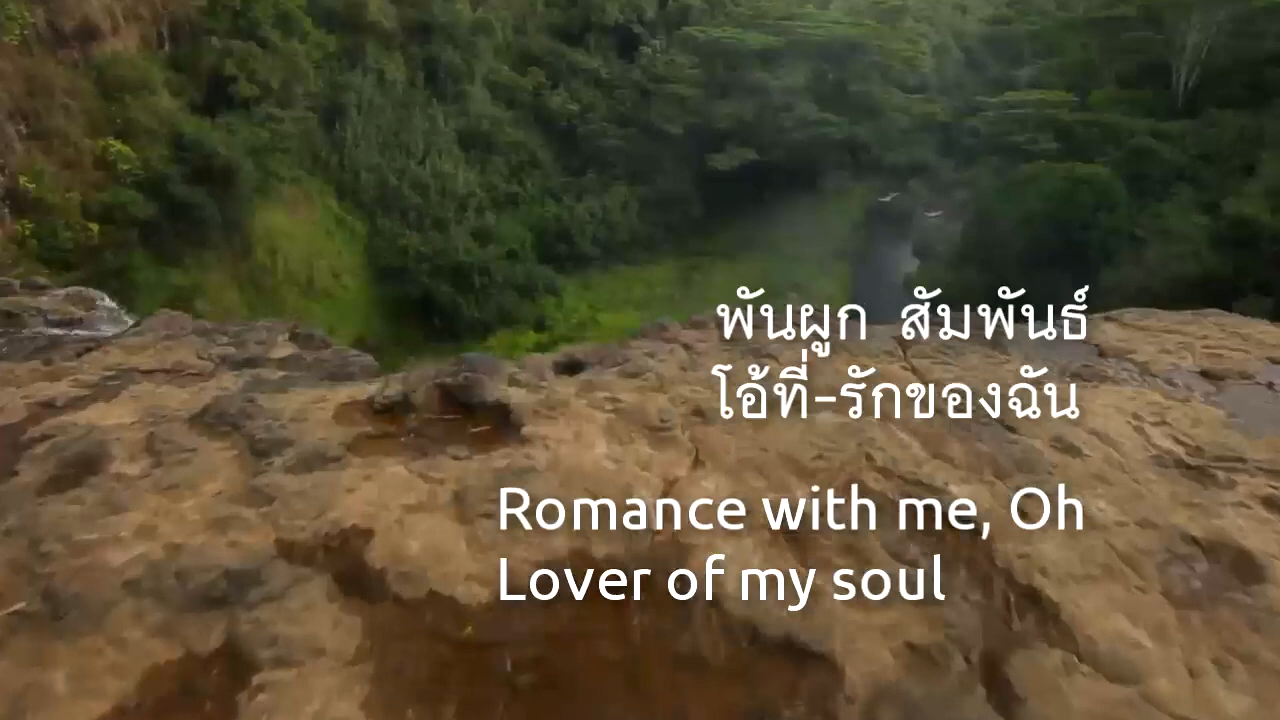 พันผูก สัมพันธ์
โอ้ที่-รักของฉัน
Romance with me, Oh
Lover of my soul